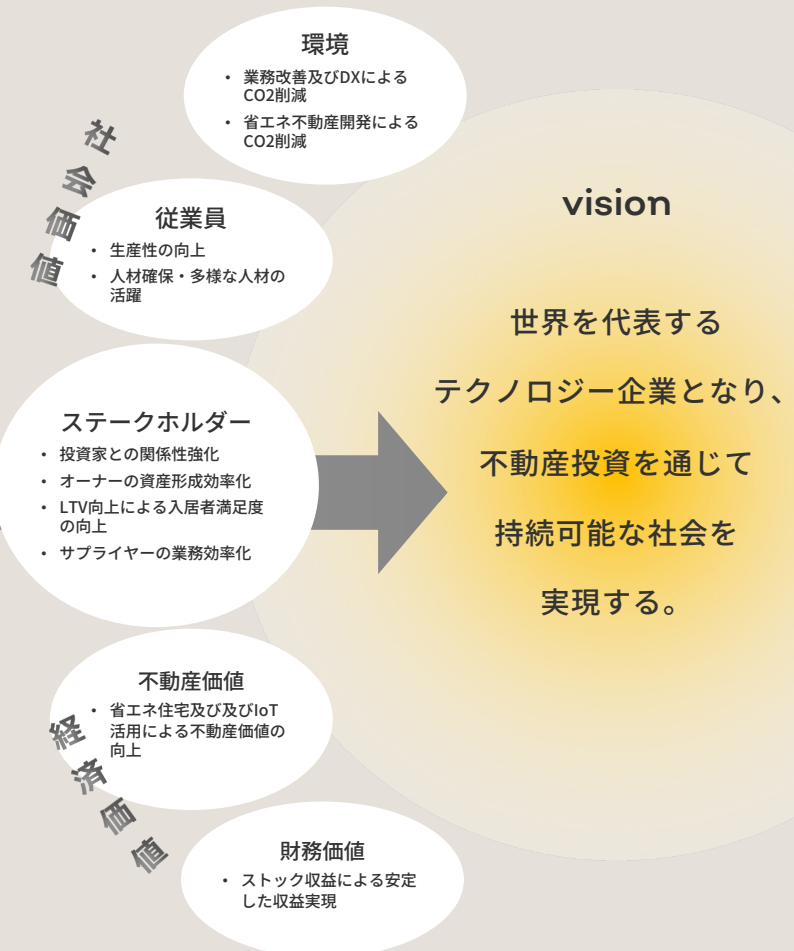 環境
• 業務改善及びDXによる
CO2削減
• 省エネ不動産開発による
CO2削減
社会価値
従業員
• 生産性の向上
• 人材確保・多様な人材の
活躍
ステークホルダー
• 投資家との関係性強化
• オーナーの資産形成効率化
• LTV向上による入居者満足度
の向上
• サプライヤーの業務効率化
不動産価値
• 省エネ住宅及び及びIoT
活用による不動産価値の
向上
経済価値
財務価値
• ストック収益による安定
した収益実現
vision
世界を代表する
テクノロジー企業となり、
不動産投資を通じて
持続可能な社会を
実現する。